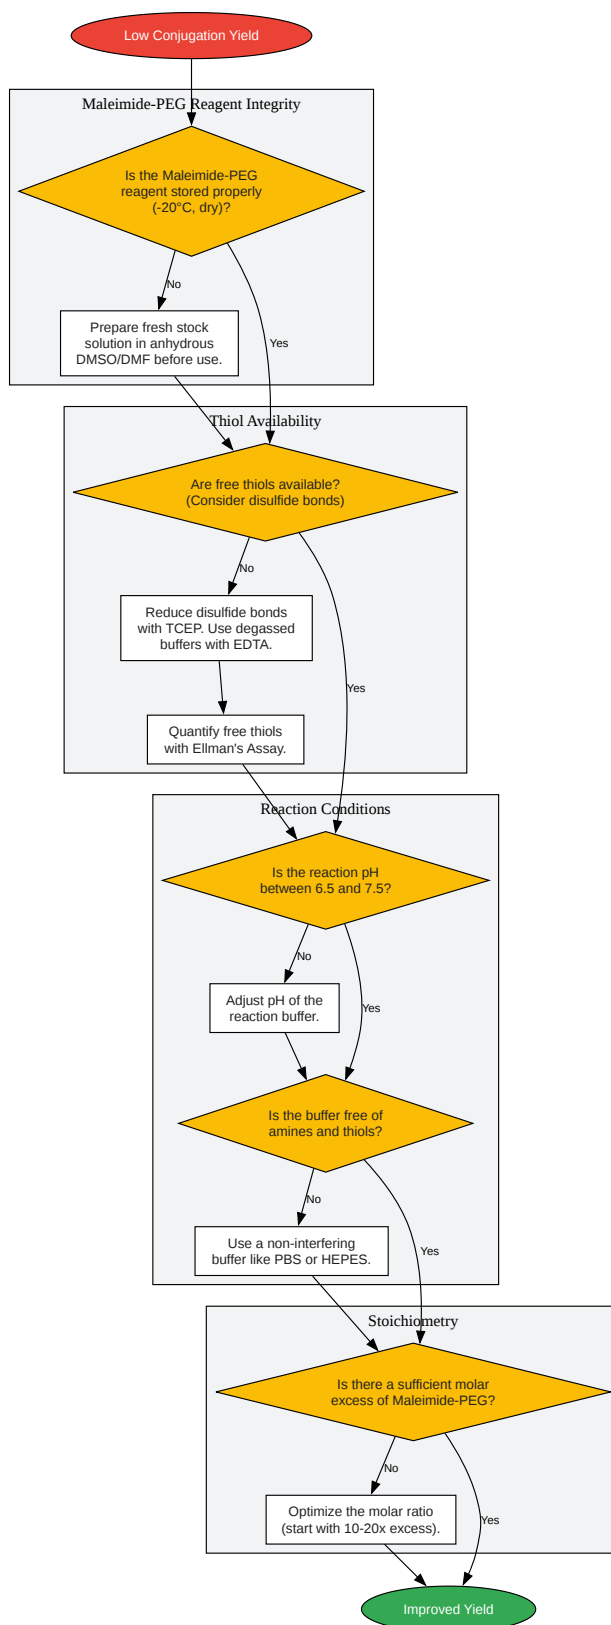 Low Conjugation Yield
Maleimide-PEG Reagent Integrity
Is the Maleimide-PEG
reagent stored properly
(-20°C, dry)?
No
Prepare fresh stock
solution in anhydrous
DMSO/DMF before use.
Yes
Thiol Availability
Are free thiols available?
(Consider disulfide bonds)
No
Reduce disulfide bonds
with TCEP. Use degassed
buffers with EDTA.
Yes
Quantify free thiols
with Ellman's Assay.
Reaction Conditions
Is the reaction pH
between 6.5 and 7.5?
No
Adjust pH of the
reaction buffer.
Yes
Is the buffer free of
amines and thiols?
No
Use a non-interfering
buffer like PBS or HEPES.
Yes
Stoichiometry
Is there a sufficient molar
excess of Maleimide-PEG?
No
Optimize the molar ratio
(start with 10-20x excess).
Yes
Improved Yield